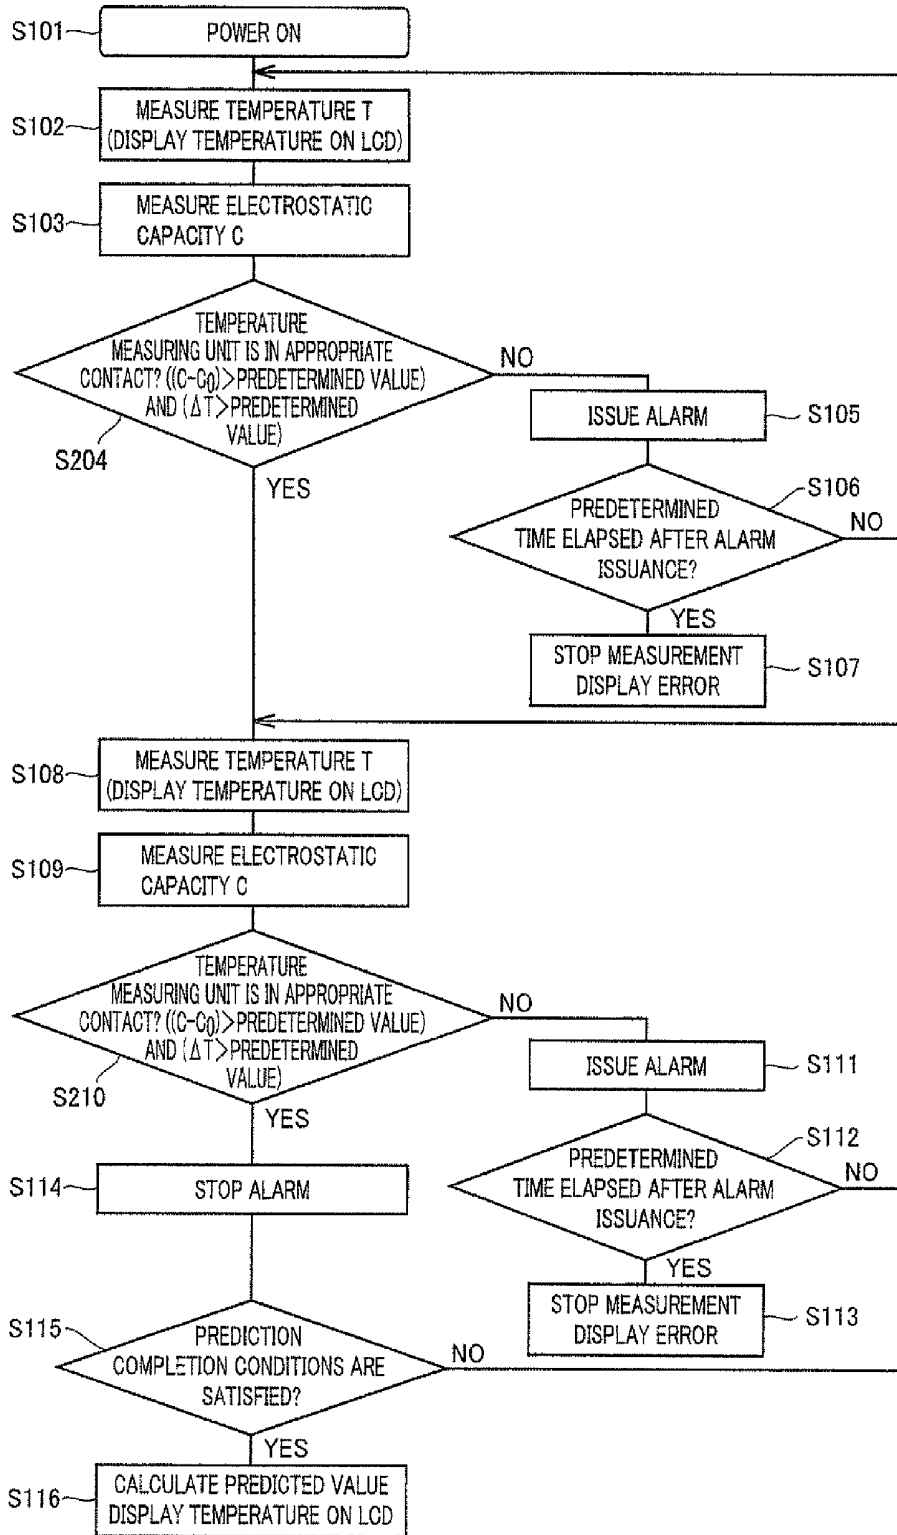 S101
POWER ON
S102
MEASURE TEMPERATURE T
(DISPLAY TEMPERATURE ON LCD)
S103
MEASURE ELECTROSTATIC
CAPACITY C
TEMPERATURE
MEASURING UNIT IS IN APPROPRIATE
CONTACT? ((C-C0)>PREDETERMINED VALUE)
AND (ΔT>PREDETERMINED
VALUE)
S204
NO
YES
ISSUE ALARM
S105
S106
PREDETERMINED
TIME ELAPSED AFTER ALARM
ISSUANCE?
NO
YES
STOP MEASUREMENT
DISPLAY ERROR
S107
S108
MEASURE TEMPERATURE T
(DISPLAY TEMPERATURE ON LCD)
S109
MEASURE ELECTROSTATIC
CAPACITY C
TEMPERATURE
MEASURING UNIT IS IN APPROPRIATE
CONTACT? ((C-C0)>PREDETERMINED VALUE)
AND (ΔT>PREDETERMINED
VALUE)
S210
NO
YES
ISSUE ALARM
S111
S112
PREDETERMINED
TIME ELAPSED AFTER ALARM
ISSUANCE?
NO
YES
STOP MEASUREMENT
DISPLAY ERROR
S113
S114
STOP ALARM
S115
PREDICTION
COMPLETION CONDITIONS ARE
SATISFIED?
NO
YES
S116
CALCULATE PREDICTED VALUE
DISPLAY TEMPERATURE ON LCD